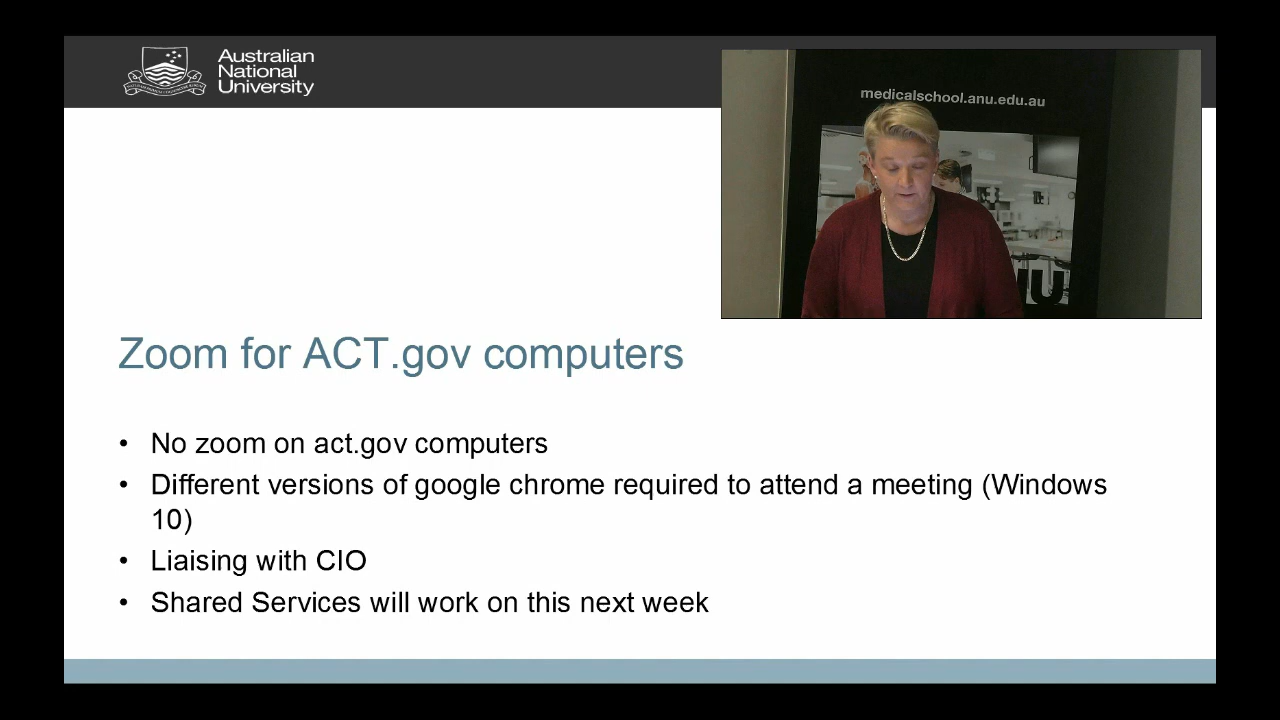 Australian
National
University
medicalschool.anu.edu.au
Zoom for ACT.gov computers
• No zoom on act.gov computers
• Different versions of google chrome required to attend a meeting (Windows
10)
• Liaising with CIO
• Shared Services will work on this next week